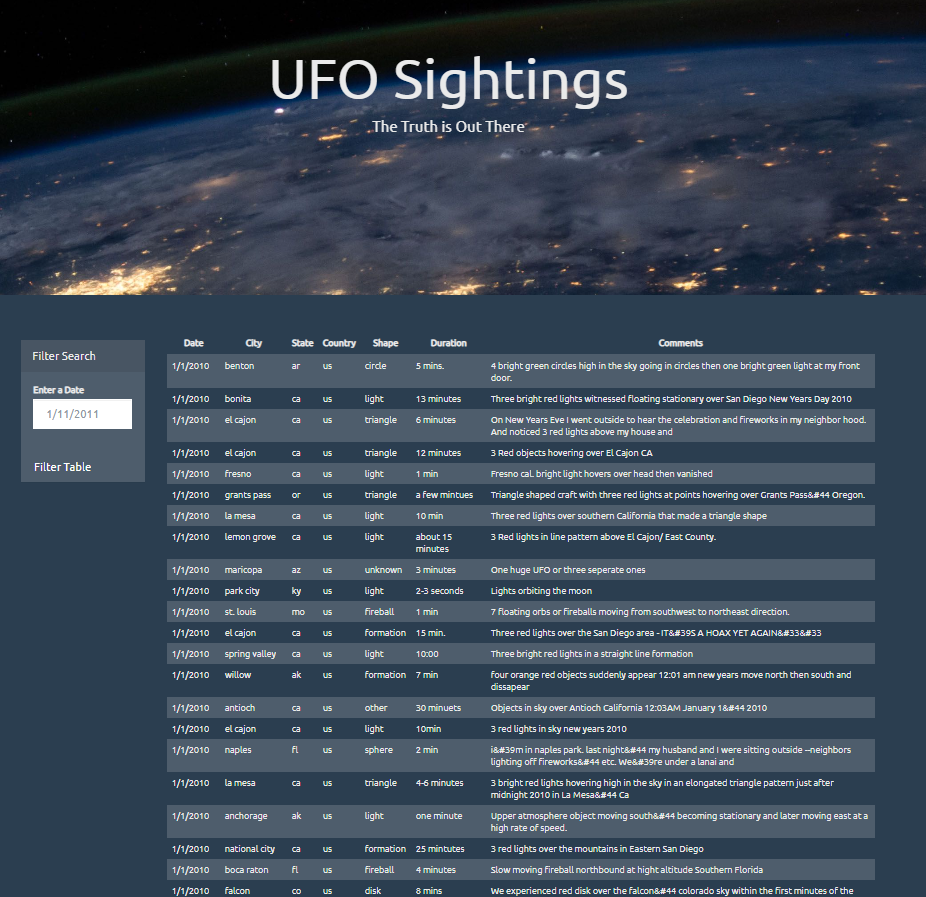 UFO Sightings
The Truth is Out There
Filter Search
Enter a Date
1/11/2011
Filter Table
Date City State Country Shape Duration Comments
1/1/2010 benton ar us circle 5 mins. 4 bright green circles high in the sky going in circles then one bright green light at my front
door.
1/1/2010 bonita ca us light 13 minutes Three bright red lights witnessed floating stationary over San Diego New Years Day 2010
1/1/2010 el cajon ca us triangle 6 minutes On New Years Eve I went outside to hear the celebration and fireworks in my neighbor hood.
And noticed 3 red lights above my house and
1/1/2010 el cajon ca us triangle 12 minutes 3 Red objects hovering over El Cajon CA
1/1/2010 fresno ca us light 1 min Fresno cal. bright light hovers over head then vanished
1/1/2010 grants pass or us triangle a few mintues Triangle shaped craft with three red lights at points hovering over Grants Pass&#44 Oregon.
1/1/2010 la mesa ca us light 10 min Three red lights over southern California that made a triangle shape
1/1/2010 lemon grove ca us light about 15 3 Red lights in line pattern above El Cajon/ East County.
minutes
1/1/2010 maricopa az us unknown 3 minutes One huge UFO or three seperate ones
1/1/2010 park city ky us light 2-3 seconds Lights orbiting the moon
1/1/2010 st. louis mo us fireball 1 min 7 floating orbs or fireballs moving from southwest to northeast direction.
1/1/2010 el cajon ca us formation 15 min. Three red lights over the San Diego area - IT&#39S A HOAX YET AGAIN&#33&#33
1/1/2010 spring valley ca us light 10:00 Three bright red lights in a straight line formation
1/1/2010 willow ak us formation 7 min four orange red objects suddenly appear 12:01 am new years move north then south and
dissapear
1/1/2010 antioch ca us other 30 minuets Objects in sky over Antioch California 12:03AM January 1&#44 2010
1/1/2010 el cajon ca us light 10min 3 red lights in sky new years 2010
1/1/2010 naples fl us sphere 2 min i&#39m in naples park. last night&#44 my husband and I were sitting outside --neighbors
lighting off fireworks&#44 etc. We&#39re under a lanai and
1/1/2010 la mesa ca us triangle 4-6 minutes 3 bright red lights hovering high in the sky in an elongated triangle pattern just after
midnight 2010 in La Mesa&#44 Ca
1/1/2010 anchorage ak us light one minute Upper atmosphere object moving south&#44 becoming stationary and later moving east at a
high rate of speed.
1/1/2010 national city ca us formation 25 mintutes 3 red lights over the mountains in Eastern San Diego
1/1/2010 boca raton fl us fireball 4 minutes Slow moving fireball northbound at hight altitude Southern Florida
1/1/2010 falcon co us disk 8 mins We experienced red disk over the falcon&#44 colorado sky within the first minutes of the